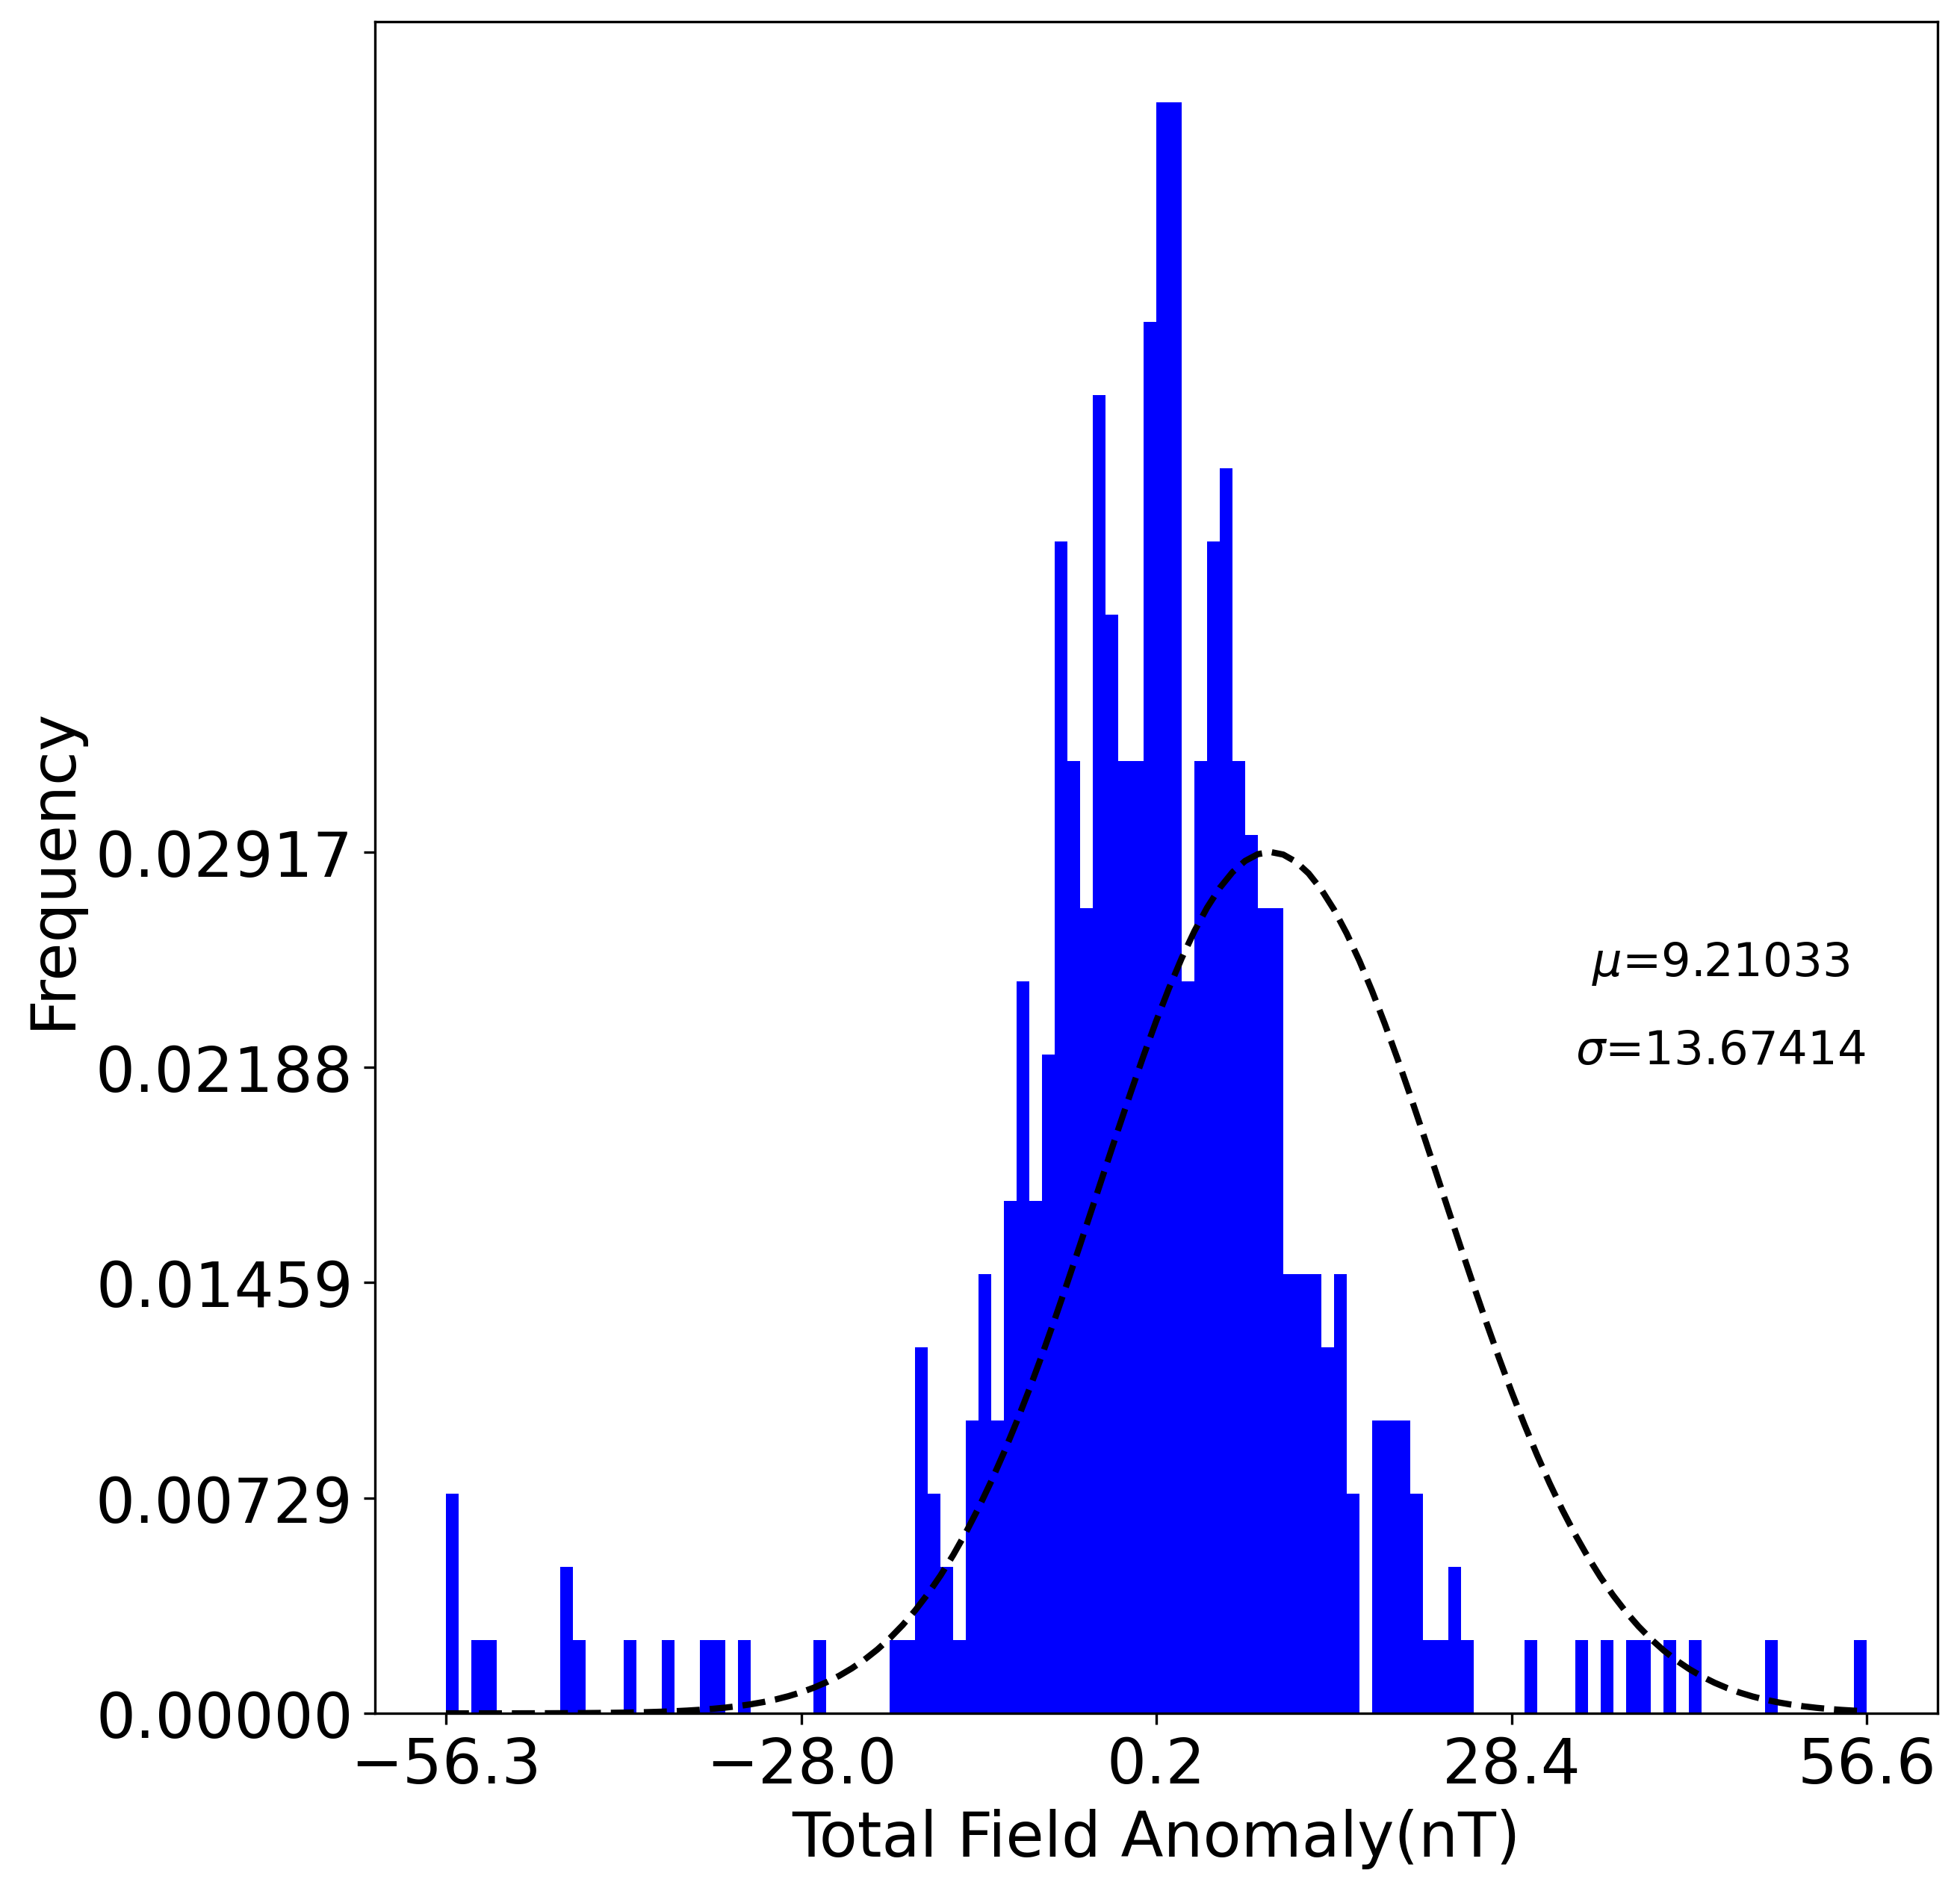 Frequency
0.02917
0.02188
0.01459
0.00729
0.00000
μ=9.21033
σ=13.67414
−56.3
−28.0
0.2
28.4
56.6
Total Field Anomaly(nT)